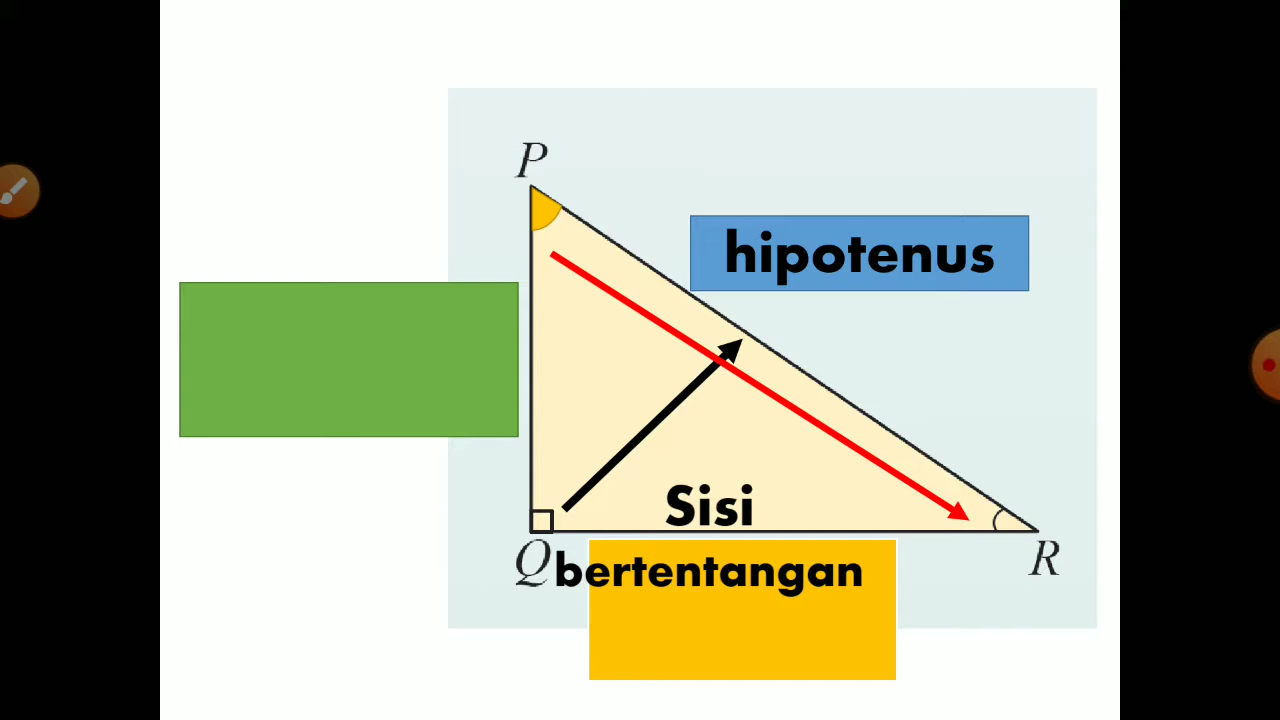 P
hipotenus
Sisi
bertentangan
Q
R